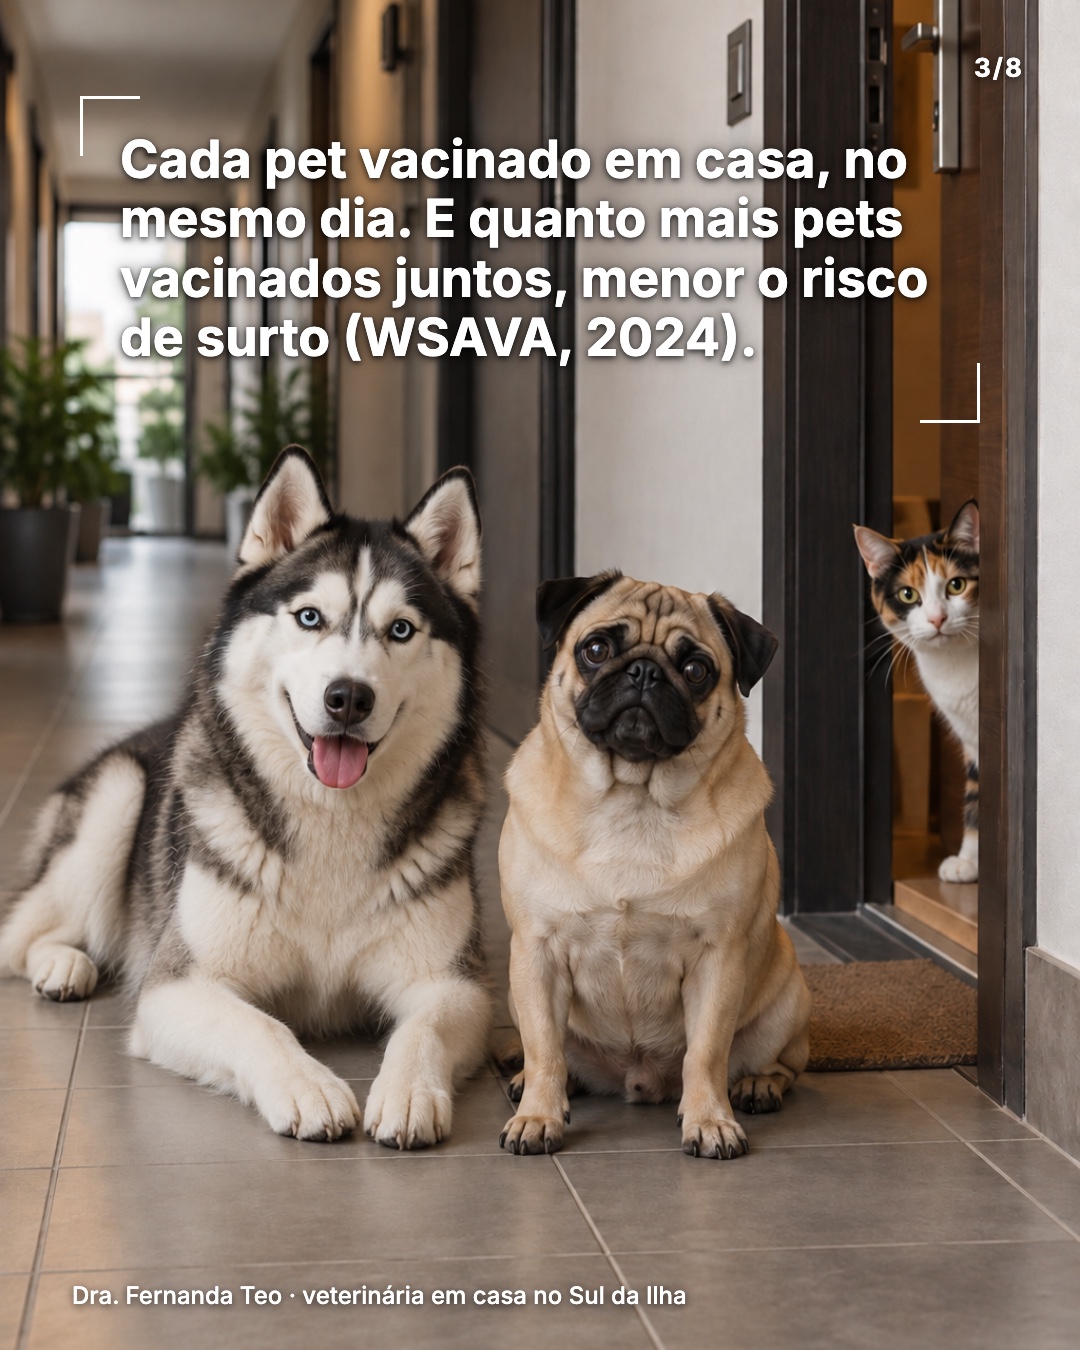 3/8
Cada pet vacinado em casa, no
mesmo dia. E quanto mais pets
vacinados juntos, menor o risco
de surto (WSAVA, 2024).
Dra. Fernanda Teo · veterinária em casa no Sul da Ilha